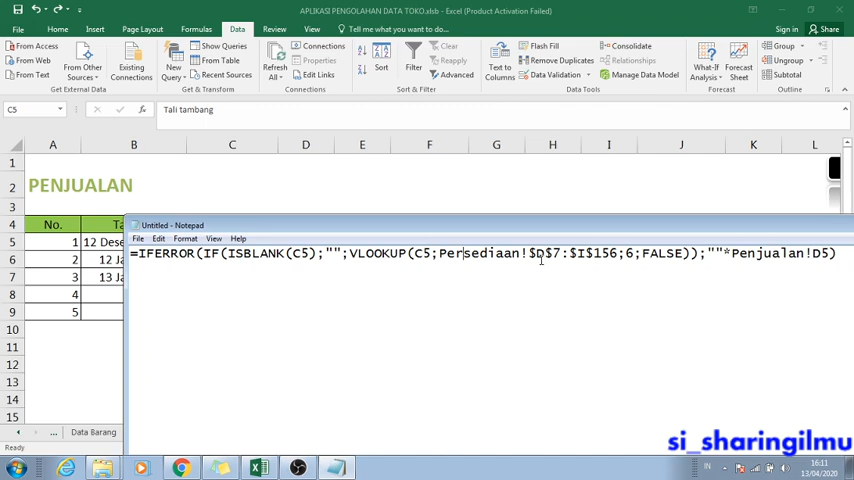 APLIKASI PENGOLAHAN DATA TOKO.xlsb - Excel (Product Activation Failed)
File Home Insert Page Layout Formulas Data Review View Tell me what you want to do... Sign in Share
From Access
From Web
From Text
From Other Sources
Existing Connections
Get External Data
New Query
Show Queries
From Table
Recent Sources
Get & Transform
Refresh All
Connections
Properties
Edit Links
Connections
Sort
Filter
Clear
Reapply
Advanced
Sort & Filter
Text to Columns
Flash Fill
Remove Duplicates
Data Validation
Consolidate
Relationships
Manage Data Model
Data Tools
What-If Analysis
Forecast Sheet
Forecast
Group
Ungroup
Subtotal
Outline
C5 fx Tali tambang
A B C D E F G H I J K L
1
2 PENJUALAN
3
4 No. Ta
5 1 12 Dese
6 2 12 Ja
7 3 13 Ja
8 4
9 5
10
11
12
13
14
15
Untitled - Notepad
File Edit Format View Help
=IFERROR(IF(ISBLANK(C5);"";VLOOKUP(C5;Persediaan!$D$7:$I$156;6;FALSE));""*Penjualan!D5)
... Data Barang
Ready
si_sharingilmu
IN 16:11
13/04/2020